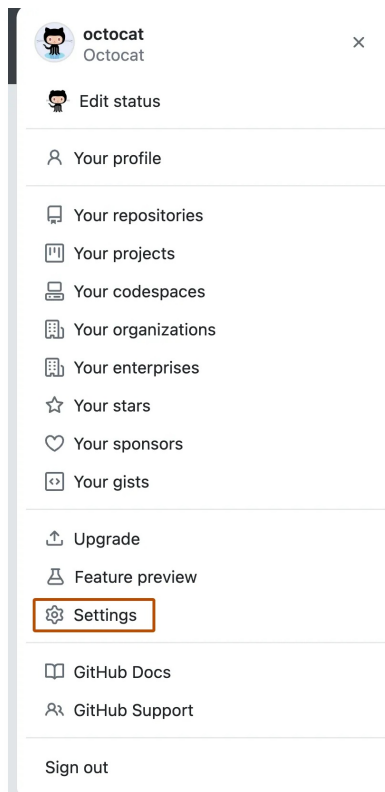 octocat
Octocat
Edit status
Your profile
Your repositories
Your projects
Your codespaces
Your organizations
Your enterprises
Your stars
Your sponsors
Your gists
Upgrade
Feature preview
Settings
GitHub Docs
GitHub Support
Sign out